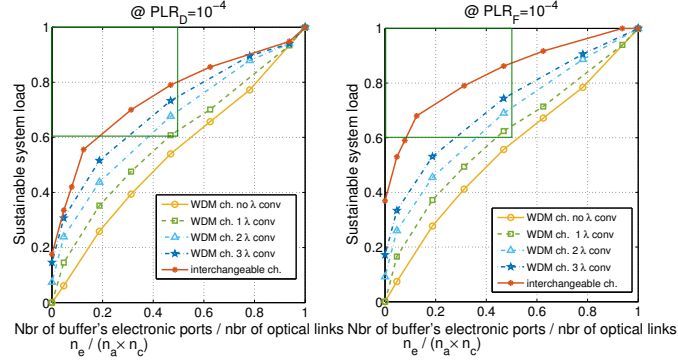 @ PLR_D=10^-4
Sustainable system load
1
0.8
0.6
0.4
0.2
0
0 0.2 0.4 0.6 0.8 1
WDM ch. no λ conv
WDM ch. 1 λ conv
WDM ch. 2 λ conv
WDM ch. 3 λ conv
interchangeable ch.
Nbr of buffer's electronic ports / nbr of optical links
n_e / (n_a× n_c)
@ PLR_F=10^-4
Sustainable system load
1
0.8
0.6
0.4
0.2
0
0 0.2 0.4 0.6 0.8 1
WDM ch. no λ conv
WDM ch. 1 λ conv
WDM ch. 2 λ conv
WDM ch. 3 λ conv
interchangeable ch.
Nbr of buffer's electronic ports / nbr of optical links
n_e / (n_a× n_c)